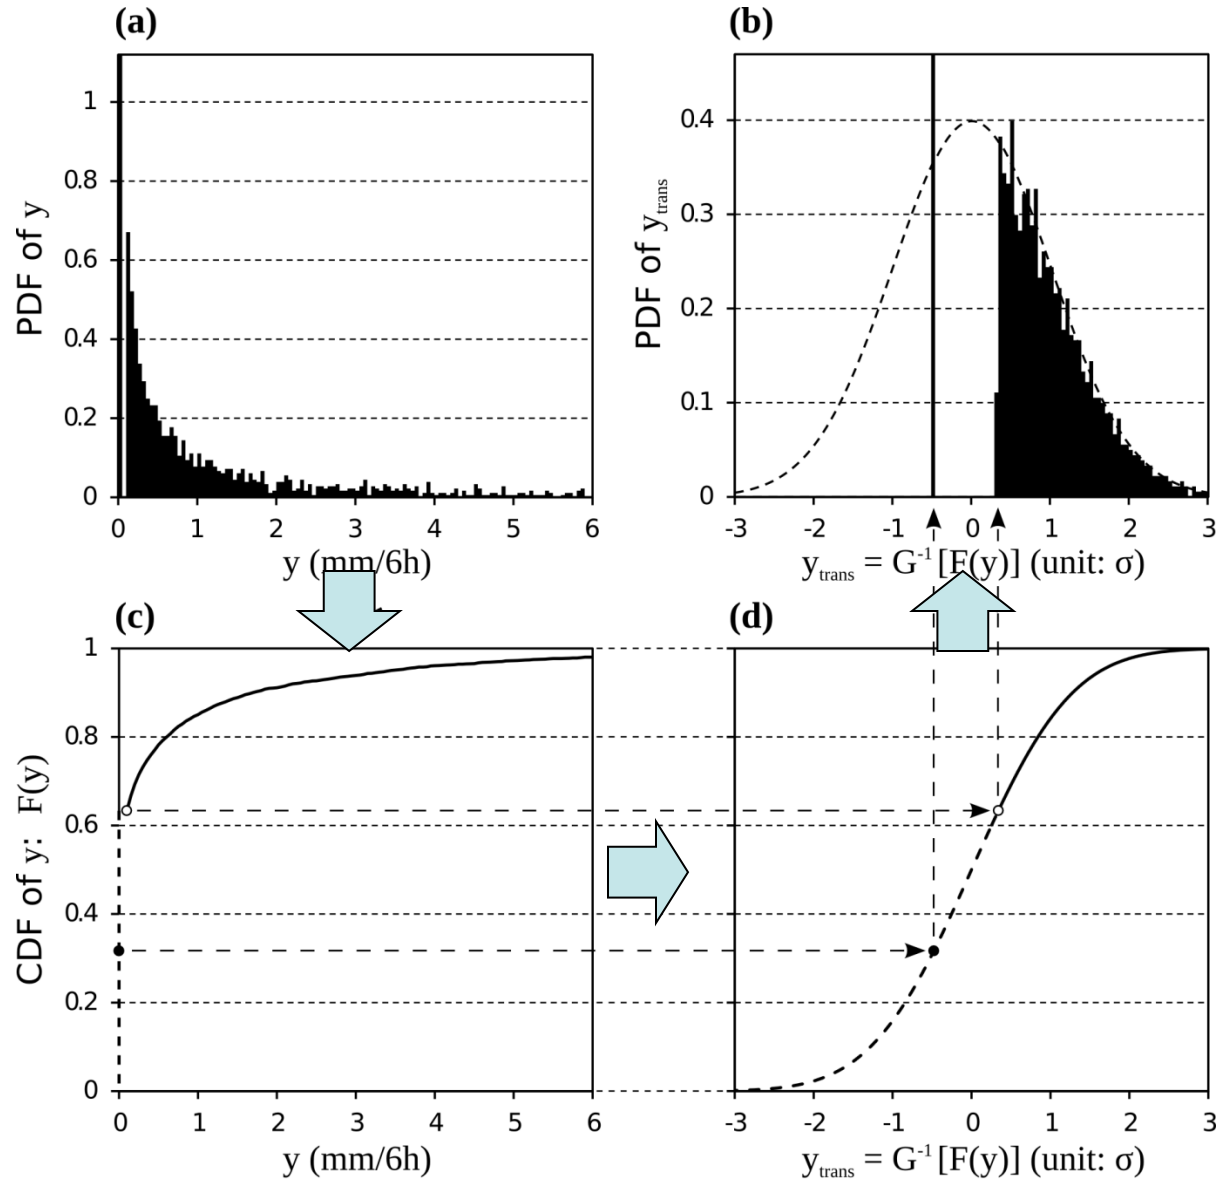 (a)
PDF of y
1
0.8
0.6
0.4
0.2
0
0 1 2 3 4 5 6
y (mm/6h)
(b)
PDF of y_trans
0.4
0.3
0.2
0.1
0
-3 -2 -1 0 1 2 3
y_trans = G^-1 [F(y)] (unit: σ)
(c)
CDF of y: F(y)
1
0.8
0.6
0.4
0.2
0
0 1 2 3 4 5 6
y (mm/6h)
(d)
-3 -2 -1 0 1 2 3
y_trans = G^-1 [F(y)] (unit: σ)